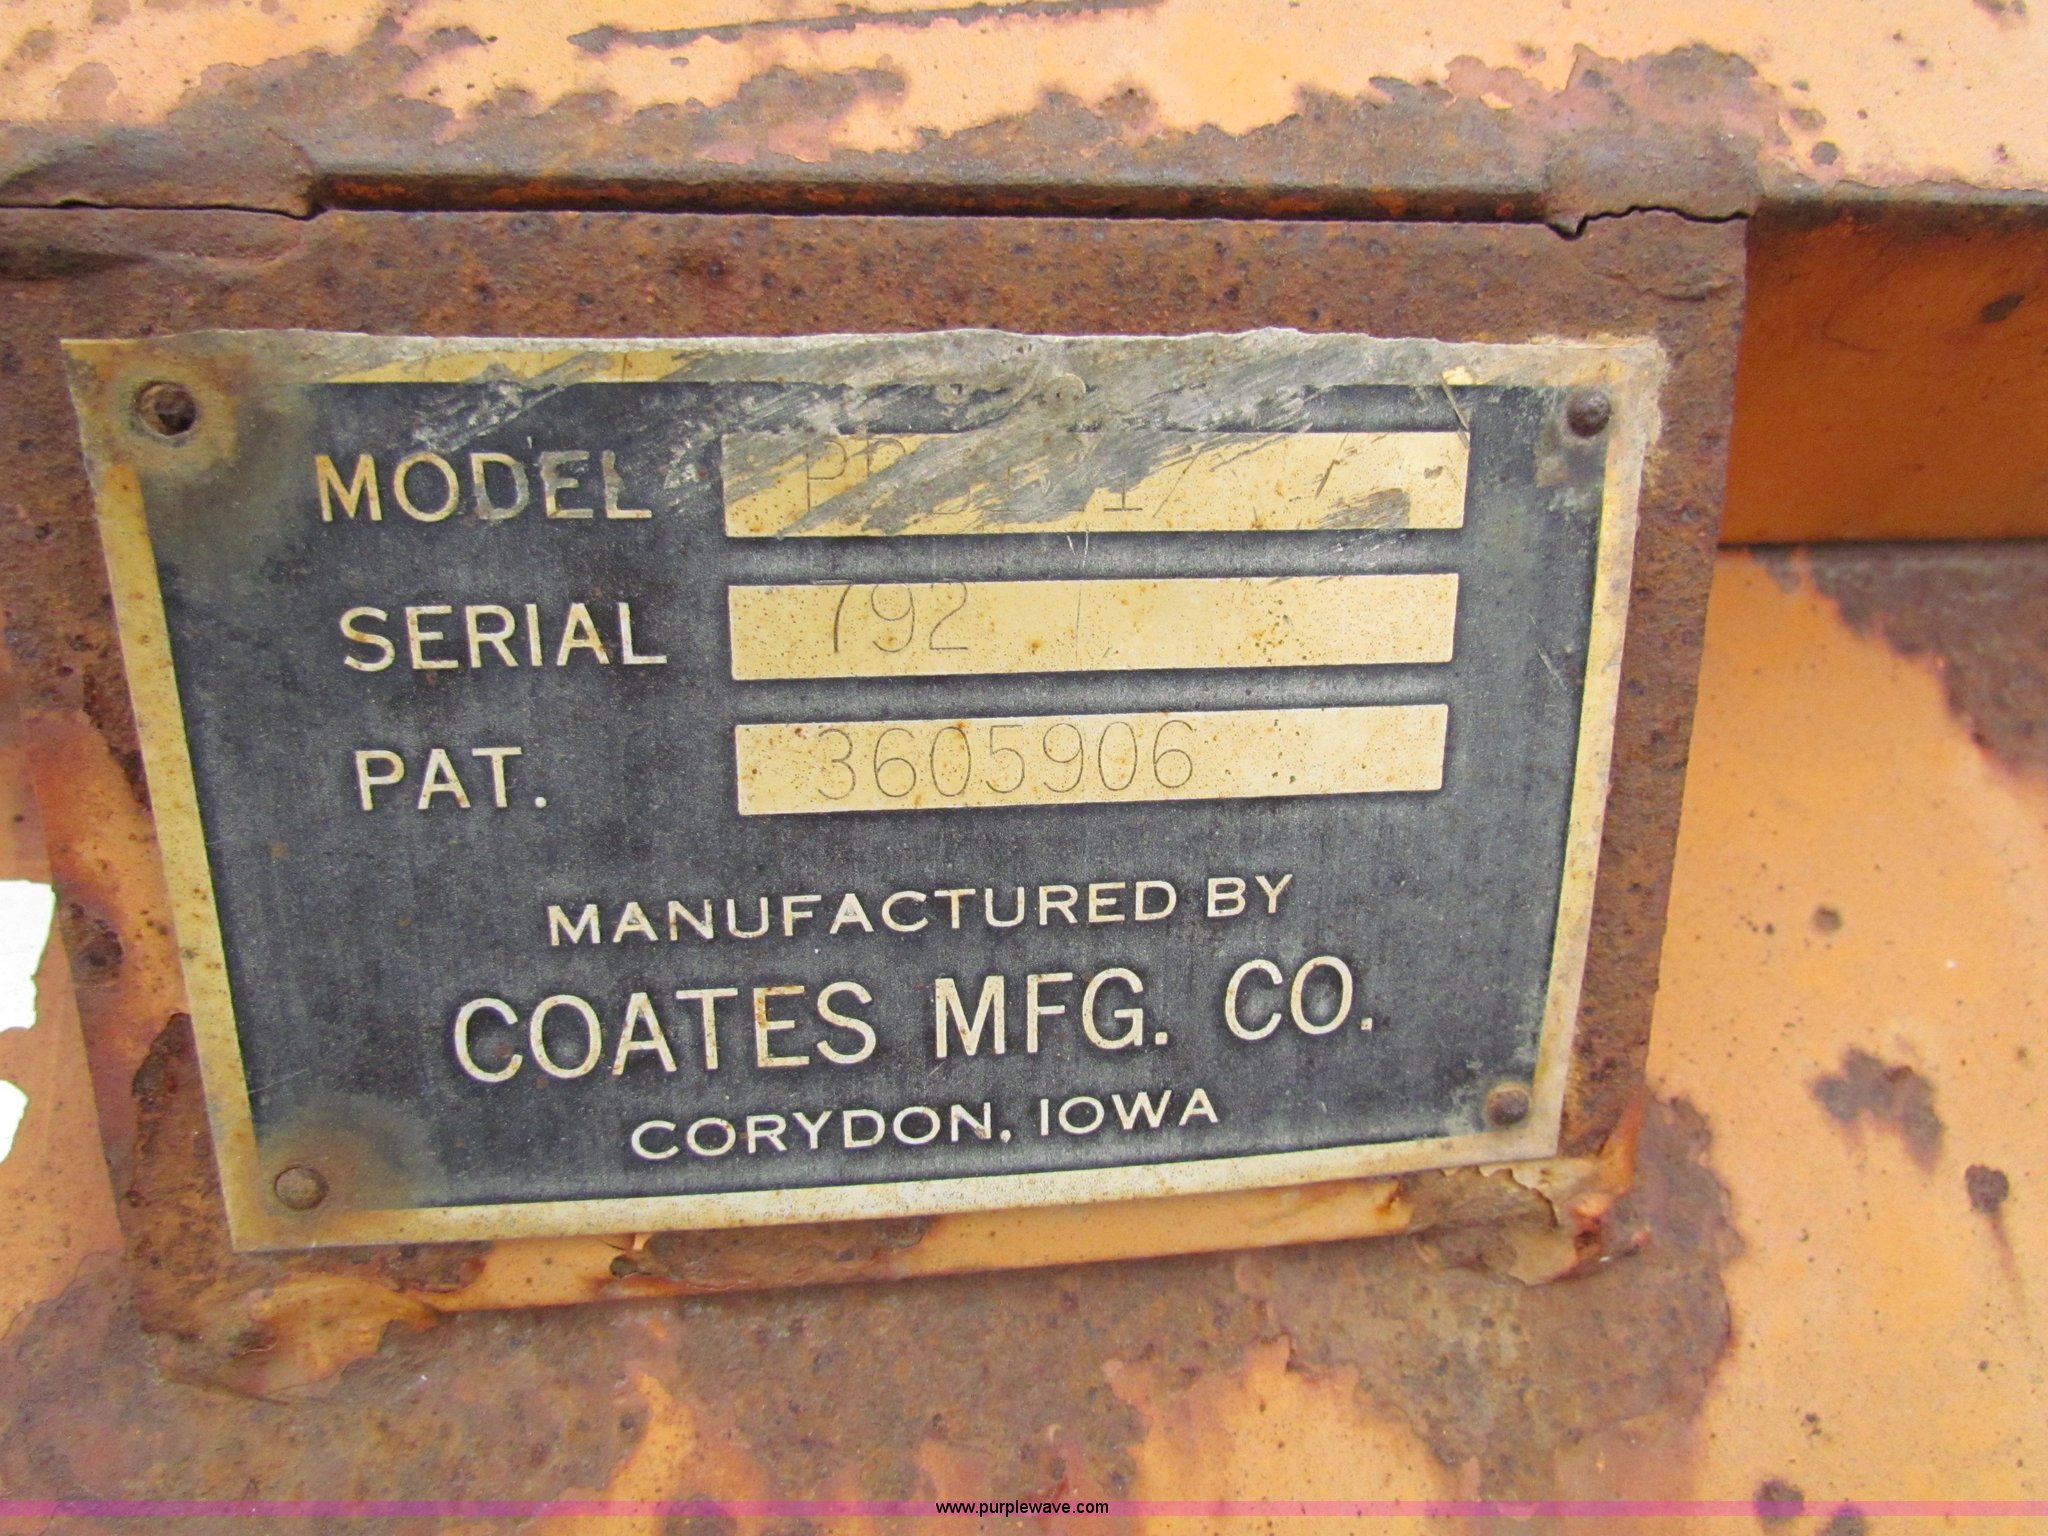 MODEL
SERIAL 792
PAT. 3605906
MANUFACTURED BY
COATES MFG. CO.
CORYDON, IOWA
www.purplewave.com